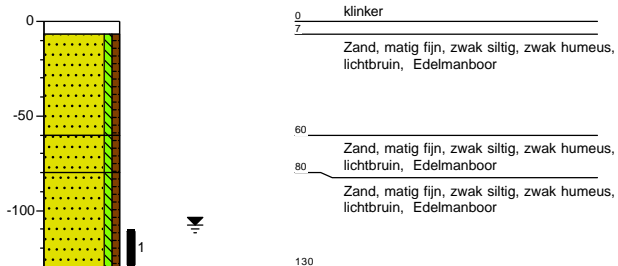 0
0
klinker
7
Zand, matig fijn, zwak siltig, zwak humeus,
lichtbruin, Edelmanboor
-50
60
Zand, matig fijn, zwak siltig, zwak humeus,
lichtbruin, Edelmanboor
80
Zand, matig fijn, zwak siltig, zwak humeus,
lichtbruin, Edelmanboor
-100
1
130